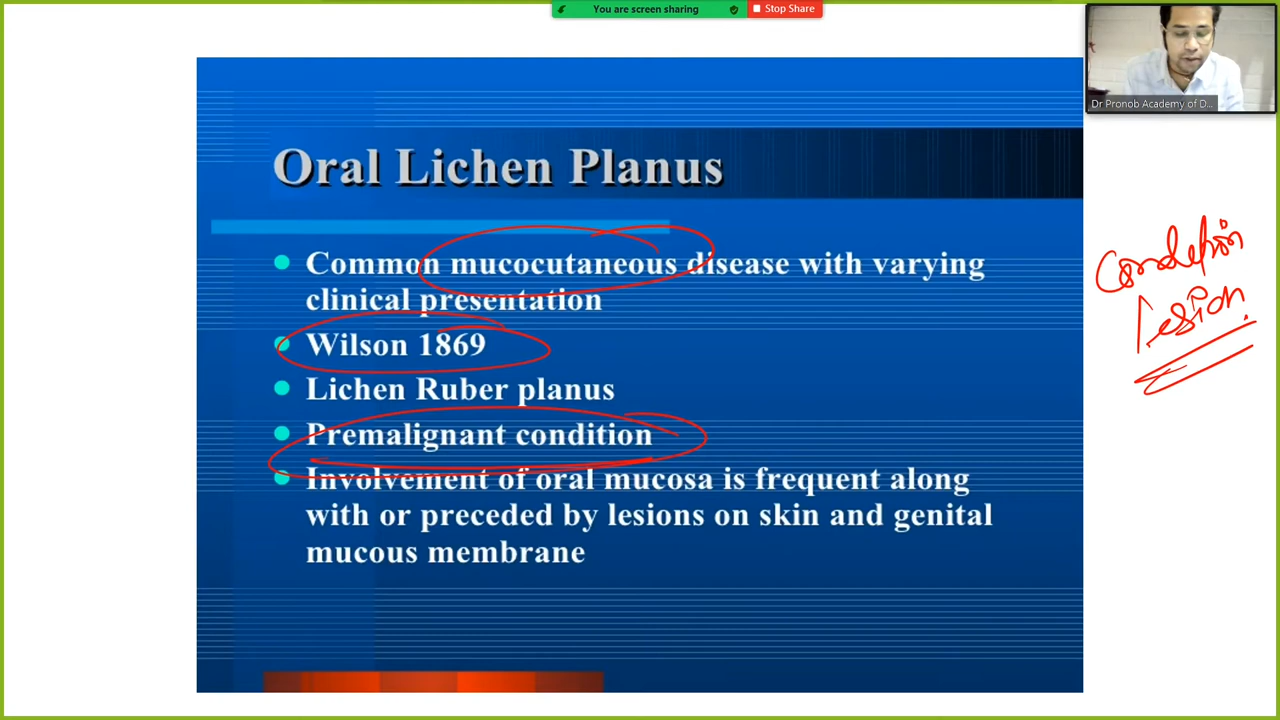 You are screen sharing
Stop Share
Dr Pronob Academy of D...
Oral Lichen Planus
Common mucocutaneous disease with varying
clinical presentation
Wilson 1869
Lichen Ruber planus
Premalignant condition
Involvement of oral mucosa is frequent along
with or preceded by lesions on skin and genital
mucous membrane
Condition
Lesion